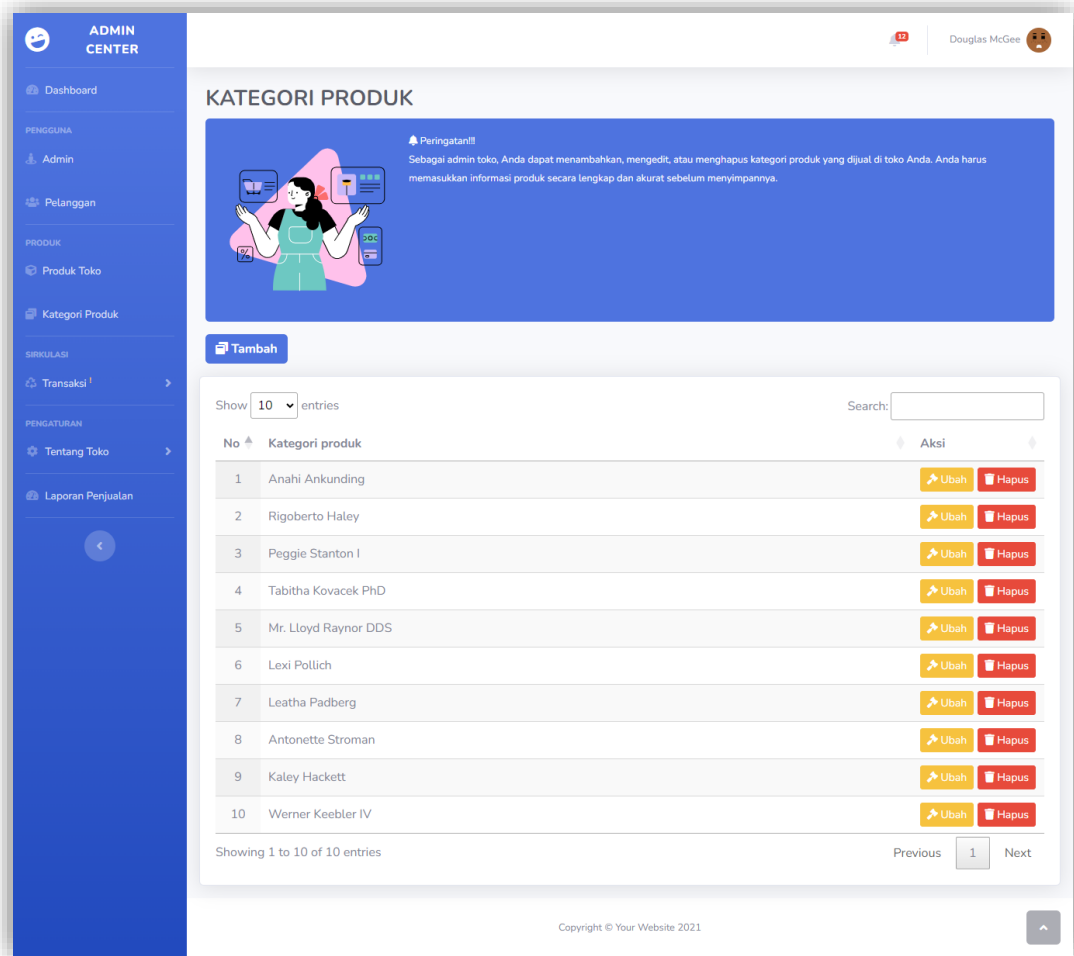 ADMIN
CENTER
12
Douglas McGee
Dashboard
PENGGUNA
Admin
Pelanggan
PRODUK
Produk Toko
Kategori Produk
SIRKULASI
Transaksi !
PENGATURAN
Tentang Toko
Laporan Penjualan
KATEGORI PRODUK
Peringatan!!!
Sebagai admin toko, Anda dapat menambahkan, mengedit, atau menghapus kategori produk yang dijual di toko Anda. Anda harus
memasukkan informasi produk secara lengkap dan akurat sebelum menyimpannya.
%
Tambah
Show 10 entries
Search:
No Kategori produk Aksi
1 Anahi Ankunding Ubah Hapus
2 Rigoberto Haley Ubah Hapus
3 Peggie Stanton I Ubah Hapus
4 Tabitha Kovacek PhD Ubah Hapus
5 Mr. Lloyd Raynor DDS Ubah Hapus
6 Lexi Pollich Ubah Hapus
7 Leatha Padberg Ubah Hapus
8 Antonette Stroman Ubah Hapus
9 Kaley Hackett Ubah Hapus
10 Werner Keebler IV Ubah Hapus
Showing 1 to 10 of 10 entries
Previous 1 Next
Copyright © Your Website 2021